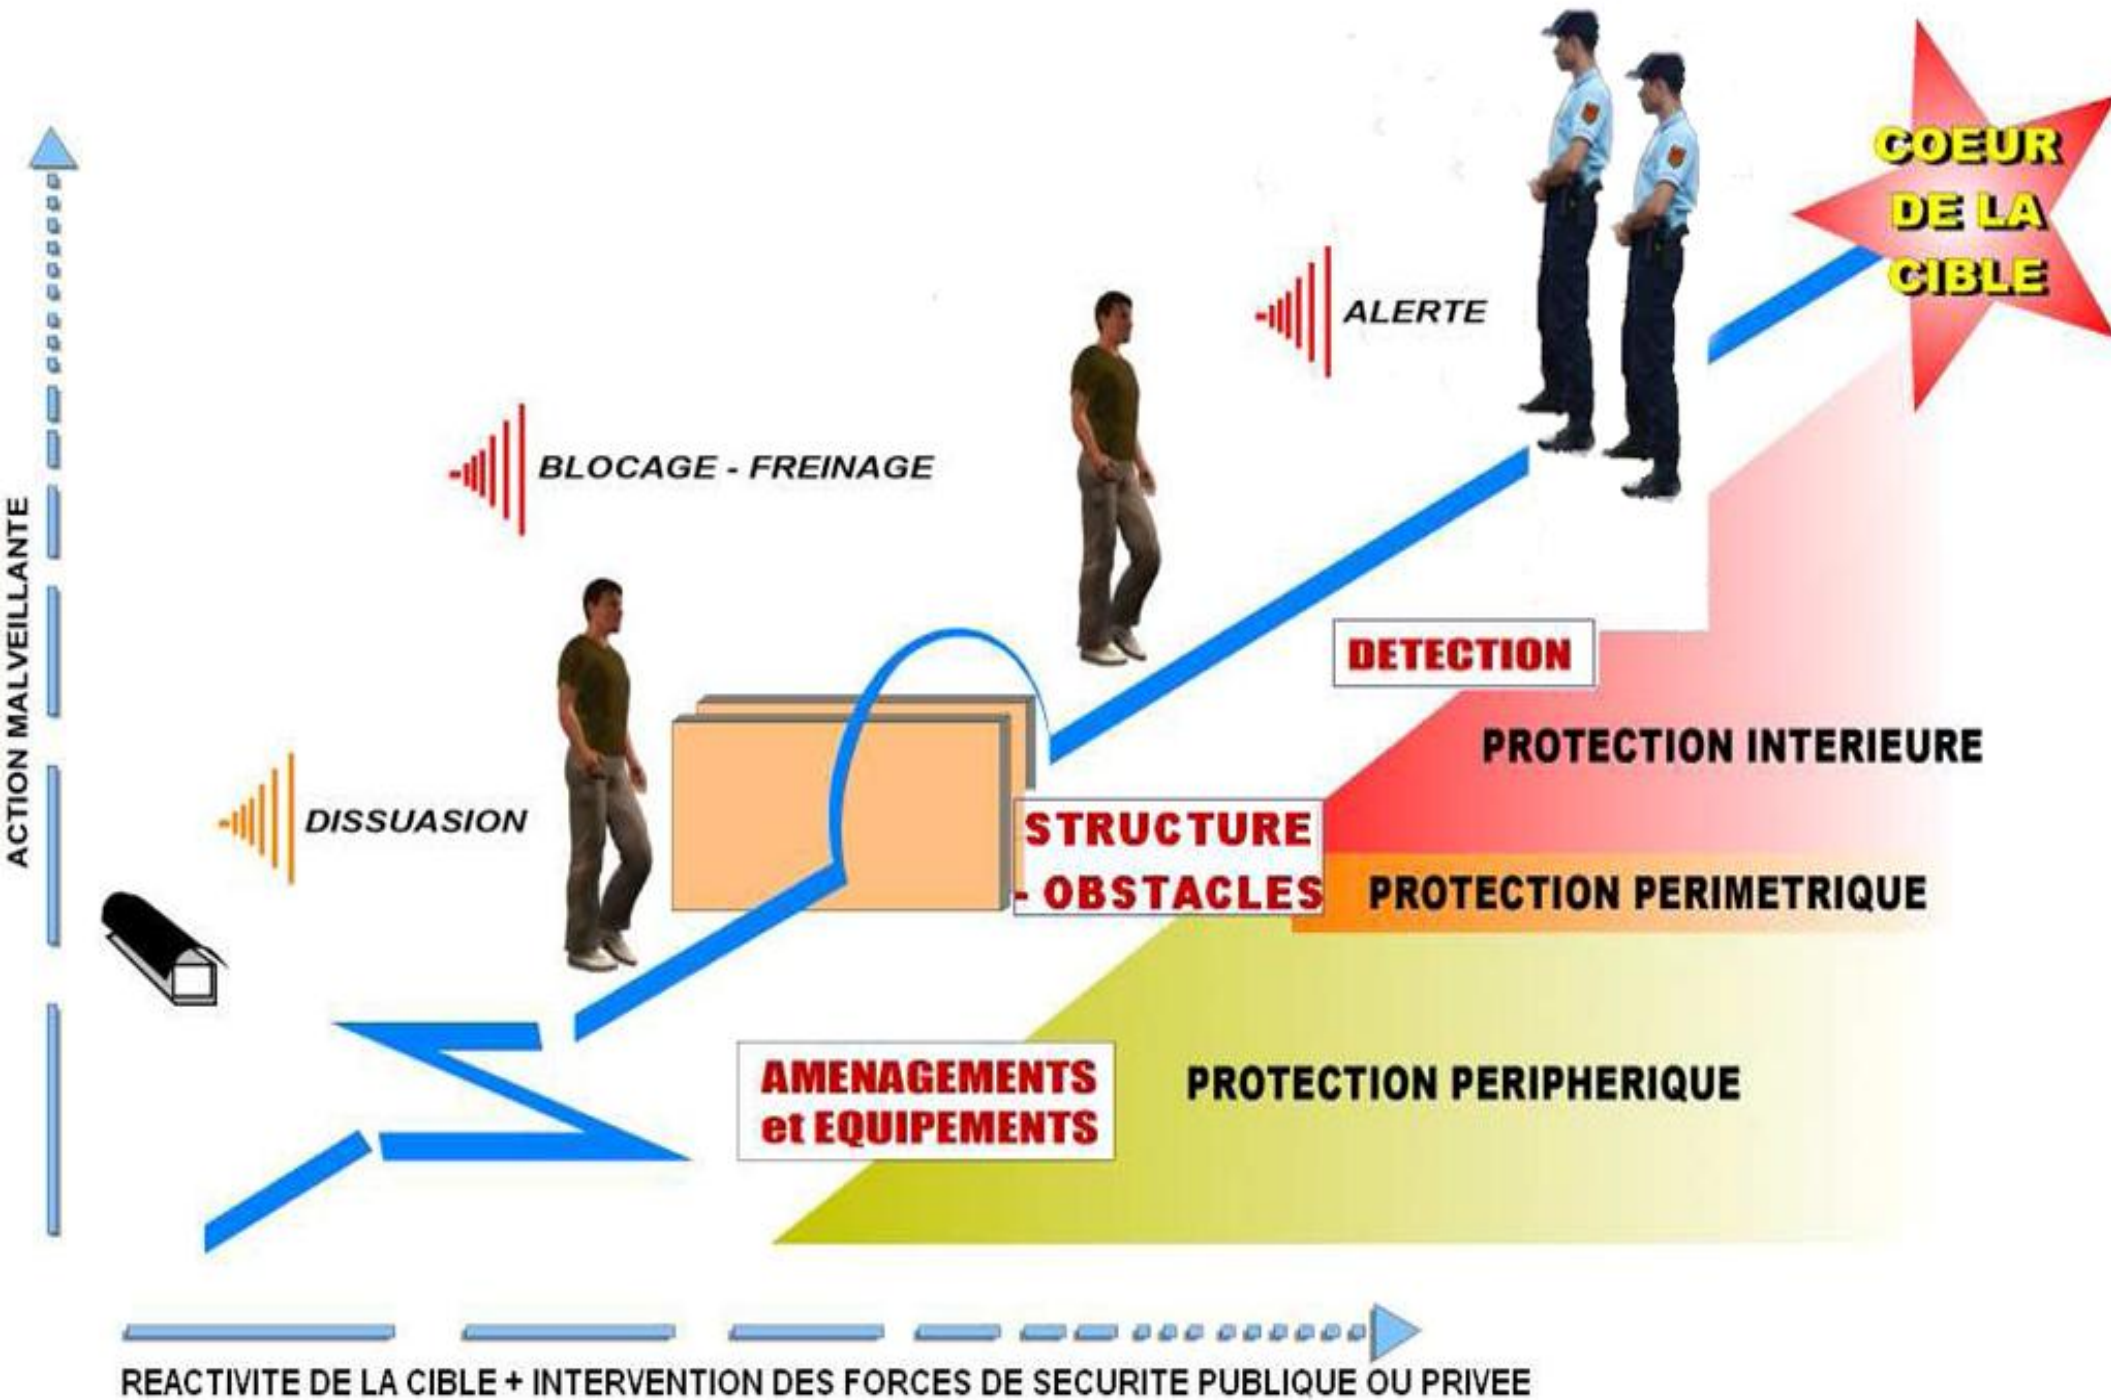 COEUR
DE LA
CIBLE
ALERTE
BLOCAGE - FREINAGE
ACTION MALVEILLANTE
DETECTION
PROTECTION INTERIEURE
DISSUASION
STRUCTURE
- OBSTACLES
PROTECTION PERIMETRIQUE
AMENAGEMENTS
et EQUIPEMENTS
PROTECTION PERIPHERIQUE
REACTIVITE DE LA CIBLE + INTERVENTION DES FORCES DE SECURITE PUBLIQUE OU PRIVEE